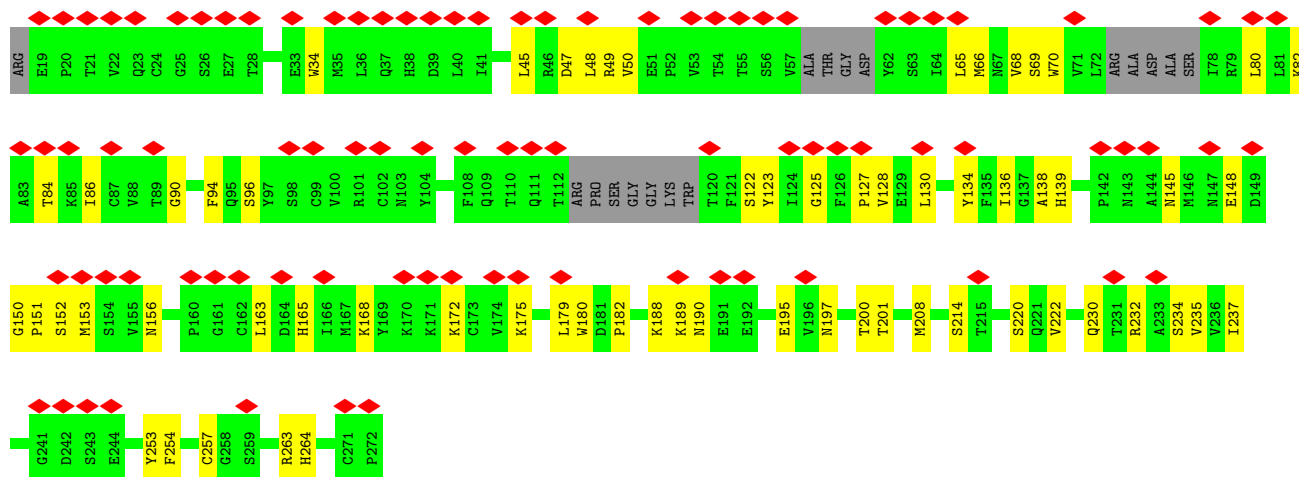 ARG E19 P20 T21 V22 Q23 C24 G25 S26 E27 T28 E33 W34 M35 L36 Q37 H38 D39 L40 I41 L45 R46 D47 L48 R49 V50 E51 P52 V53 T54 T55 S56 V57 ALA THR GLY ASP Y62 S63 I64 L65 M66 N67 V68 S69 W70 V71 L72 ARG ALA ASP ALA SER I78 R79 L80 L81 K82
A83 T84 K85 I86 C87 V88 T89 G90 F94 Q95 S96 Y97 S98 C99 V100 R101 C102 N103 Y104 F108 Q109 T110 Q111 T112 ARG PRO SER GLY GLY LYS TRP T120 F121 S122 Y123 I124 G125 F126 P127 V128 E129 L130 Y134 F135 I136 G137 A138 H139 P142 N143 A144 N145 M146 N147 E148 D149
G150 P151 S152 M153 S154 V155 N156 P160 G161 C162 L163 D164 H165 I166 M167 K168 Y169 K170 K171 K172 C173 V174 K175 L179 W180 D181 P182 K188 K189 N190 E191 E192 E195 V196 N197 T200 T201 M208 S214 T215 S220 Q221 V222 Q230 T231 R232 A233 S234 V235 V236 I237
G241 D242 S243 E244 Y253 F254 C257 G258 S259 R263 H264 C271 P272